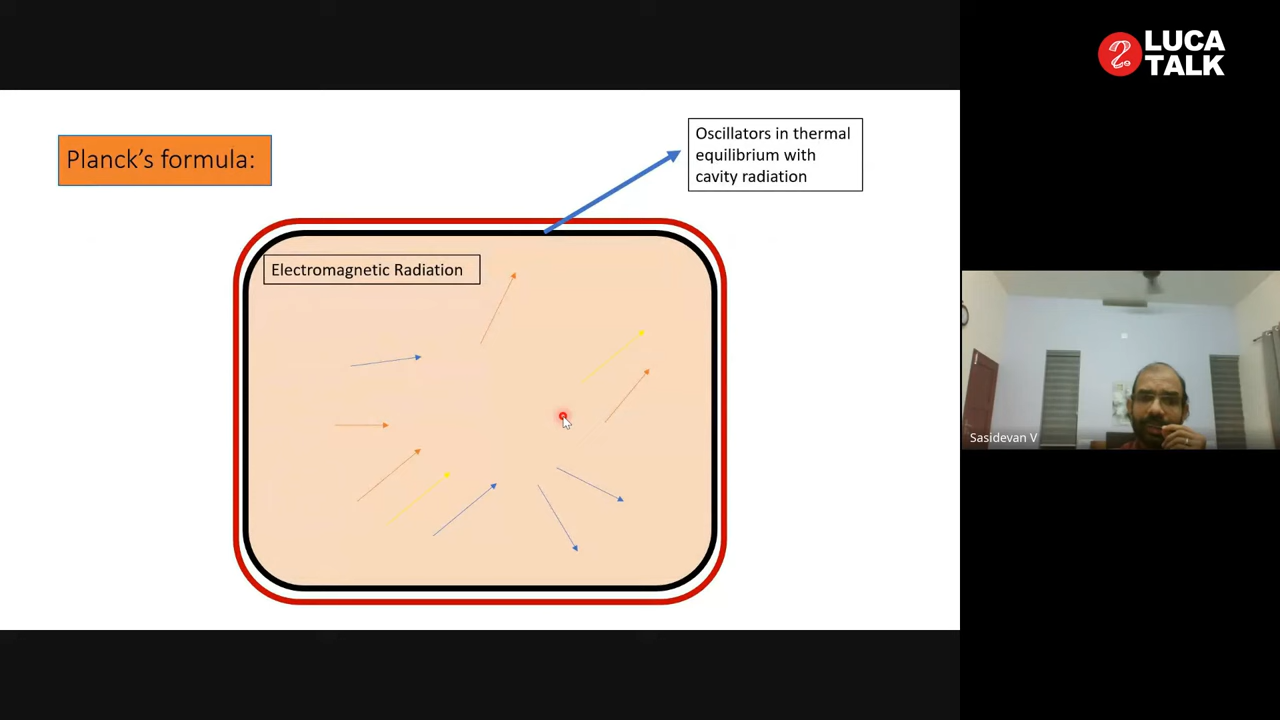 LUCA
TALK
Planck's formula:
Oscillators in thermal
equilibrium with
cavity radiation
Electromagnetic Radiation
Sasidevan V